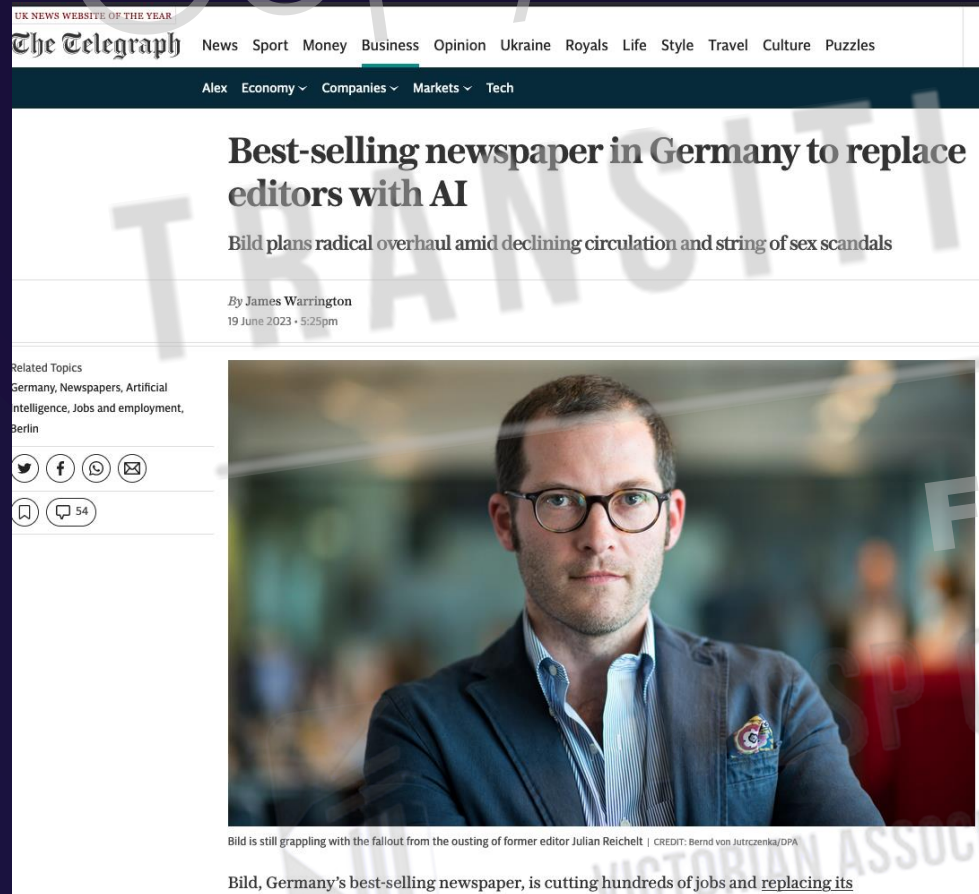 UK NEWS WEBSITE OF THE YEAR
The Telegraph
News Sport Money Business Opinion Ukraine Royals Life Style Travel Culture Puzzles
Alex Economy Companies Markets Tech
Best-selling newspaper in Germany to replace
editors with AI
Bild plans radical overhaul amid declining circulation and string of sex scandals
By James Warrington
19 June 2023 • 5:25pm
Related Topics
Germany, Newspapers, Artificial
Intelligence, Jobs and employment,
Berlin
54
Bild is still grappling with the fallout from the ousting of former editor Julian Reichelt | CREDIT: Bernd von Jutrczenka/DPA
Bild, Germany's best-selling newspaper, is cutting hundreds of jobs and replacing its
TRANSITI
VICTORIAN ASSOC